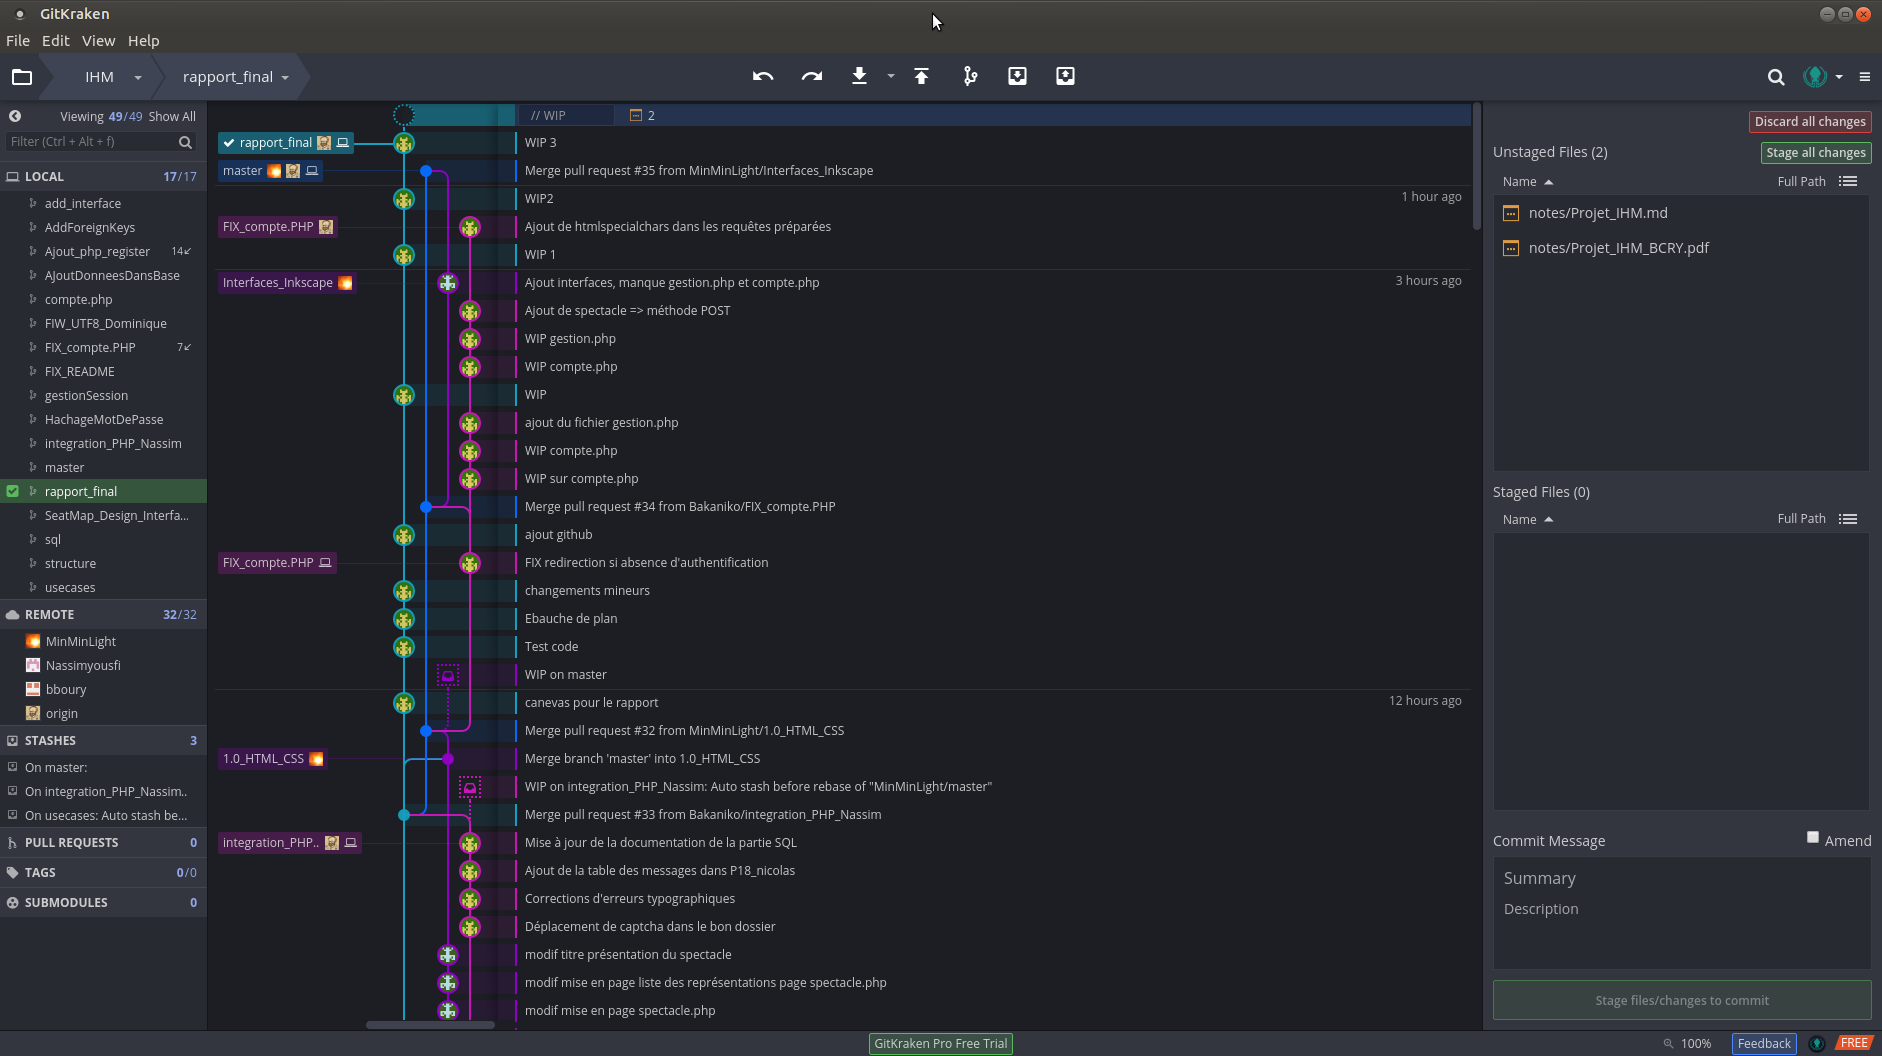 GitKraken
File Edit View Help
IHM rapport_final
Viewing 49/49 Show All
Filter (Ctrl + Alt + f)
LOCAL 17/17
add_interface
AddForeignKeys
Ajout_php_register 14
AJoutDonneesDansBase
compte.php
FIW_UTF8_Dominique
FIX_compte.PHP 7
FIX_README
gestionSession
HachageMotDePasse
integration_PHP_Nassim
master
rapport_final
SeatMap_Design_Interfa...
sql
structure
usecases
REMOTE 32/32
MinMinLight
Nassimyousfi
bboury
origin
STASHES 3
On master:
On integration_PHP_Nassim..
On usecases: Auto stash be...
PULL REQUESTS 0
TAGS 0/0
SUBMODULES 0
// WIP 2
rapport_final WIP 3
master Merge pull request #35 from MinMinLight/Interfaces_Inkscape
WIP2 1 hour ago
FIX_compte.PHP Ajout de htmlspecialchars dans les requêtes préparées
WIP 1
Interfaces_Inkscape Ajout interfaces, manque gestion.php et compte.php 3 hours ago
Ajout de spectacle => méthode POST
WIP gestion.php
WIP compte.php
WIP
ajout du fichier gestion.php
WIP compte.php
WIP sur compte.php
Merge pull request #34 from Bakaniko/FIX_compte.PHP
ajout github
FIX_compte.PHP FIX redirection si absence d'authentification
changements mineurs
Ebauche de plan
Test code
WIP on master
canevas pour le rapport 12 hours ago
Merge pull request #32 from MinMinLight/1.0_HTML_CSS
1.0_HTML_CSS Merge branch 'master' into 1.0_HTML_CSS
WIP on integration_PHP_Nassim: Auto stash before rebase of "MinMinLight/master"
Merge pull request #33 from Bakaniko/integration_PHP_Nassim
integration_PHP.. Mise à jour de la documentation de la partie SQL
Ajout de la table des messages dans P18_nicolas
Corrections d'erreurs typographiques
Déplacement de captcha dans le bon dossier
modif titre présentation du spectacle
modif mise en page liste des représentations page spectacle.php
modif mise en page spectacle.php
Discard all changes
Unstaged Files (2) Stage all changes
Name Full Path
notes/Projet_IHM.md
notes/Projet_IHM_BCRY.pdf
Staged Files (0)
Name Full Path
Commit Message Amend
Summary
Description
Stage files/changes to commit
GitKraken Pro Free Trial 100% Feedback FREE